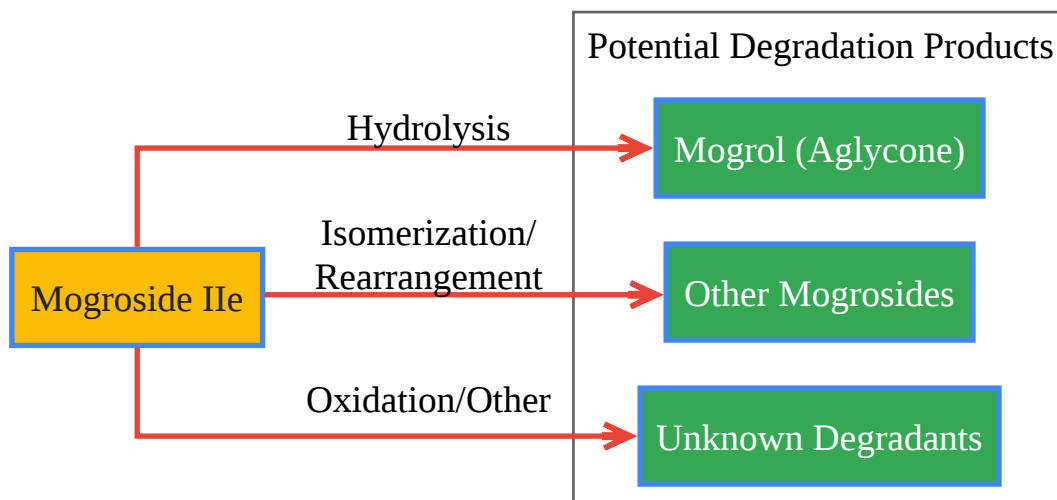 Potential Degradation Products
Hydrolysis
Mogrol (Aglycone)
Isomerization/
Rearrangement
Mogroside IIe
Other Mogrosides
Oxidation/Other
Unknown Degradants